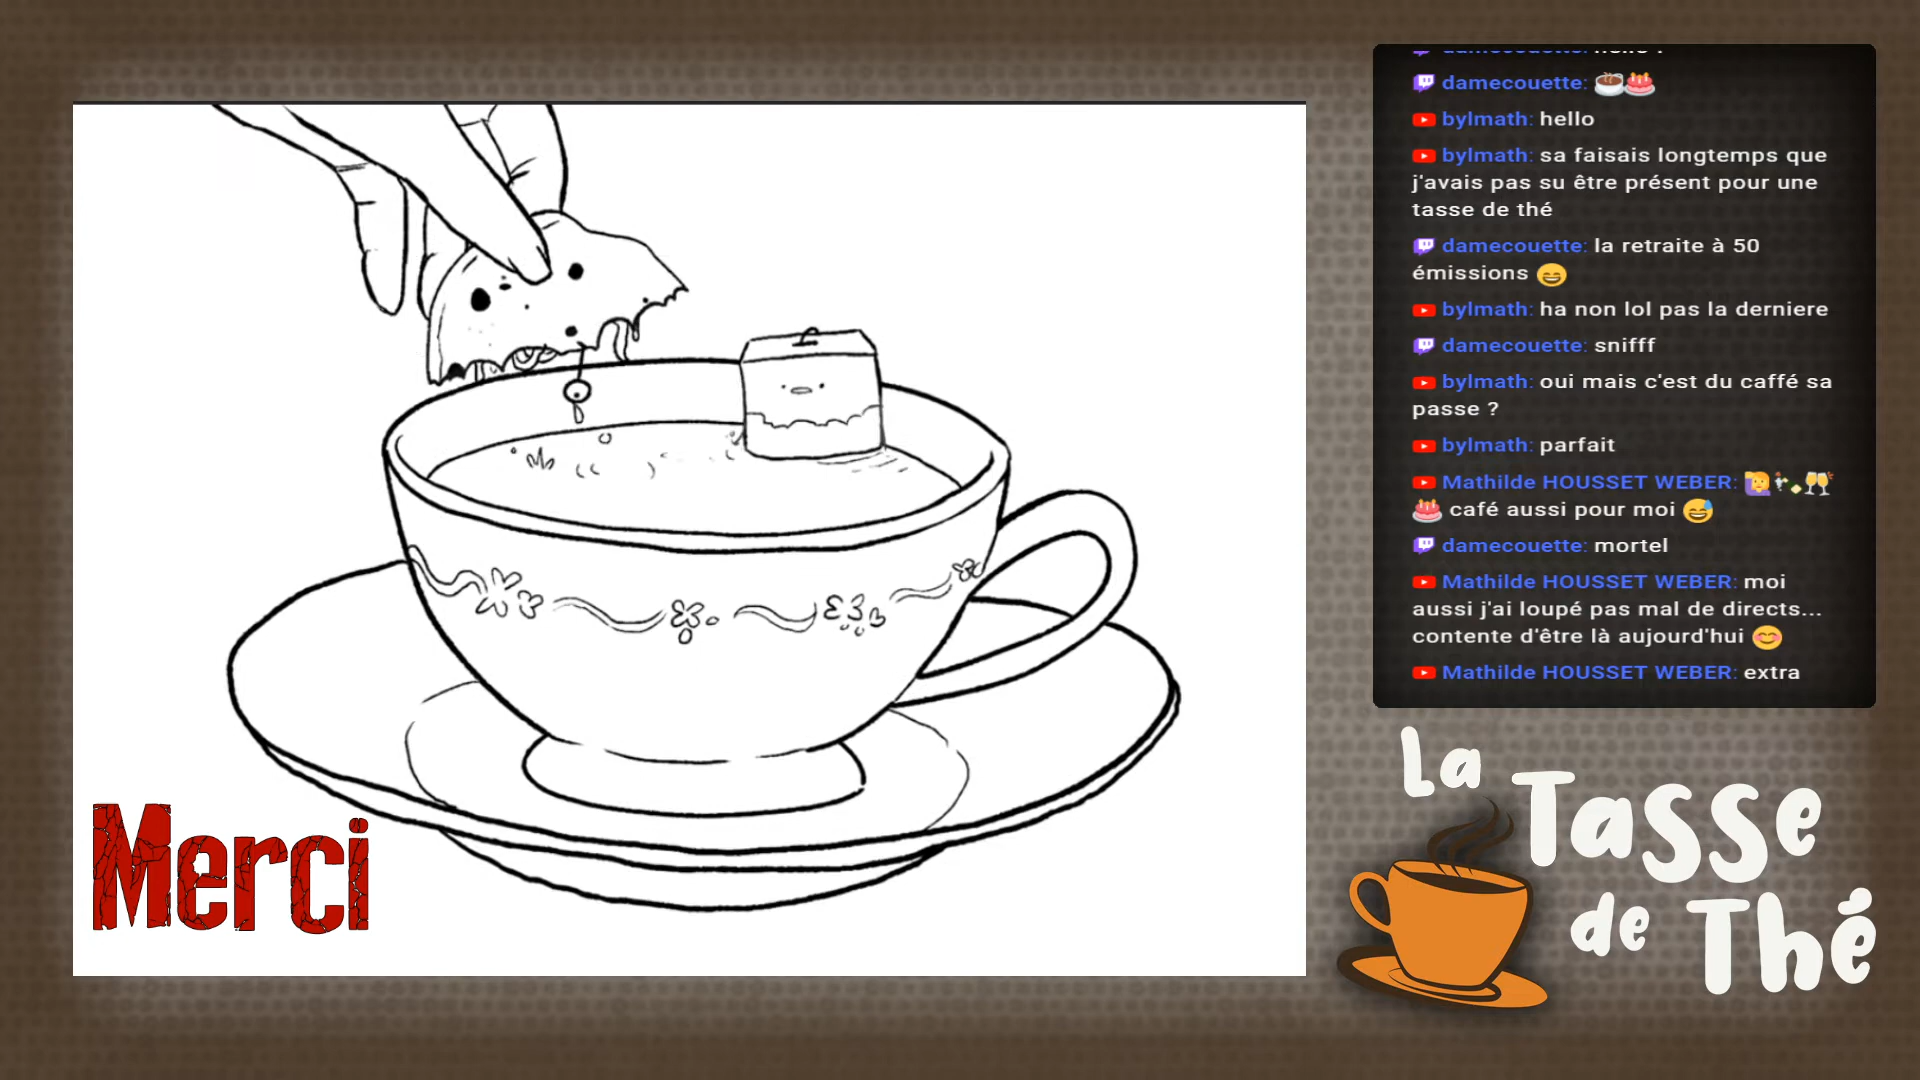 damecouette: hello !
damecouette: ☕🎂
bylmath: hello
bylmath: sa faisais longtemps que
j'avais pas su être présent pour une
tasse de thé
damecouette: la retraite à 50
émissions 😄
bylmath: ha non lol pas la derniere
damecouette: snifff
bylmath: oui mais c'est du caffé sa
passe ?
bylmath: parfait
Mathilde HOUSSET WEBER: 🙋‍♀️🍾🥂
🎂 café aussi pour moi 😅
damecouette: mortel
Mathilde HOUSSET WEBER: moi
aussi j'ai loupé pas mal de directs...
contente d'être là aujourd'hui 😊
Mathilde HOUSSET WEBER: extra
Merci
La
Tasse
de Thé